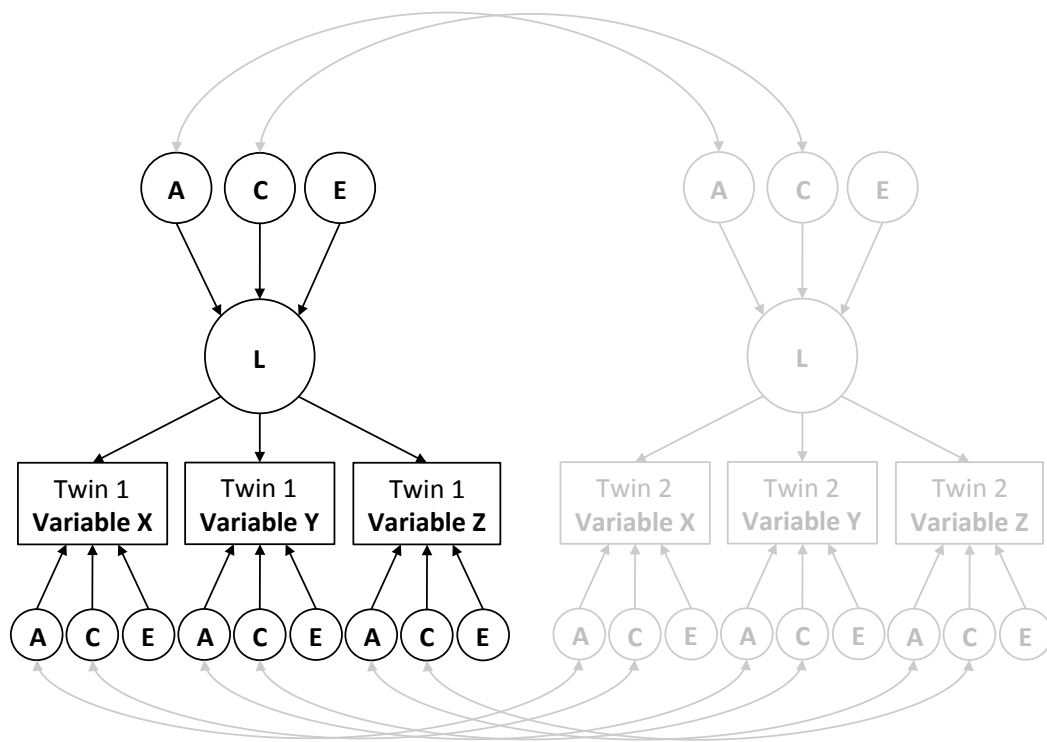 A C E A C E
L L
Twin 1 Twin 1 Twin 1 Twin 2 Twin 2 Twin 2
Variable X Variable Y Variable Z Variable X Variable Y Variable Z
A C E A C E A C E A C E A C E A C E